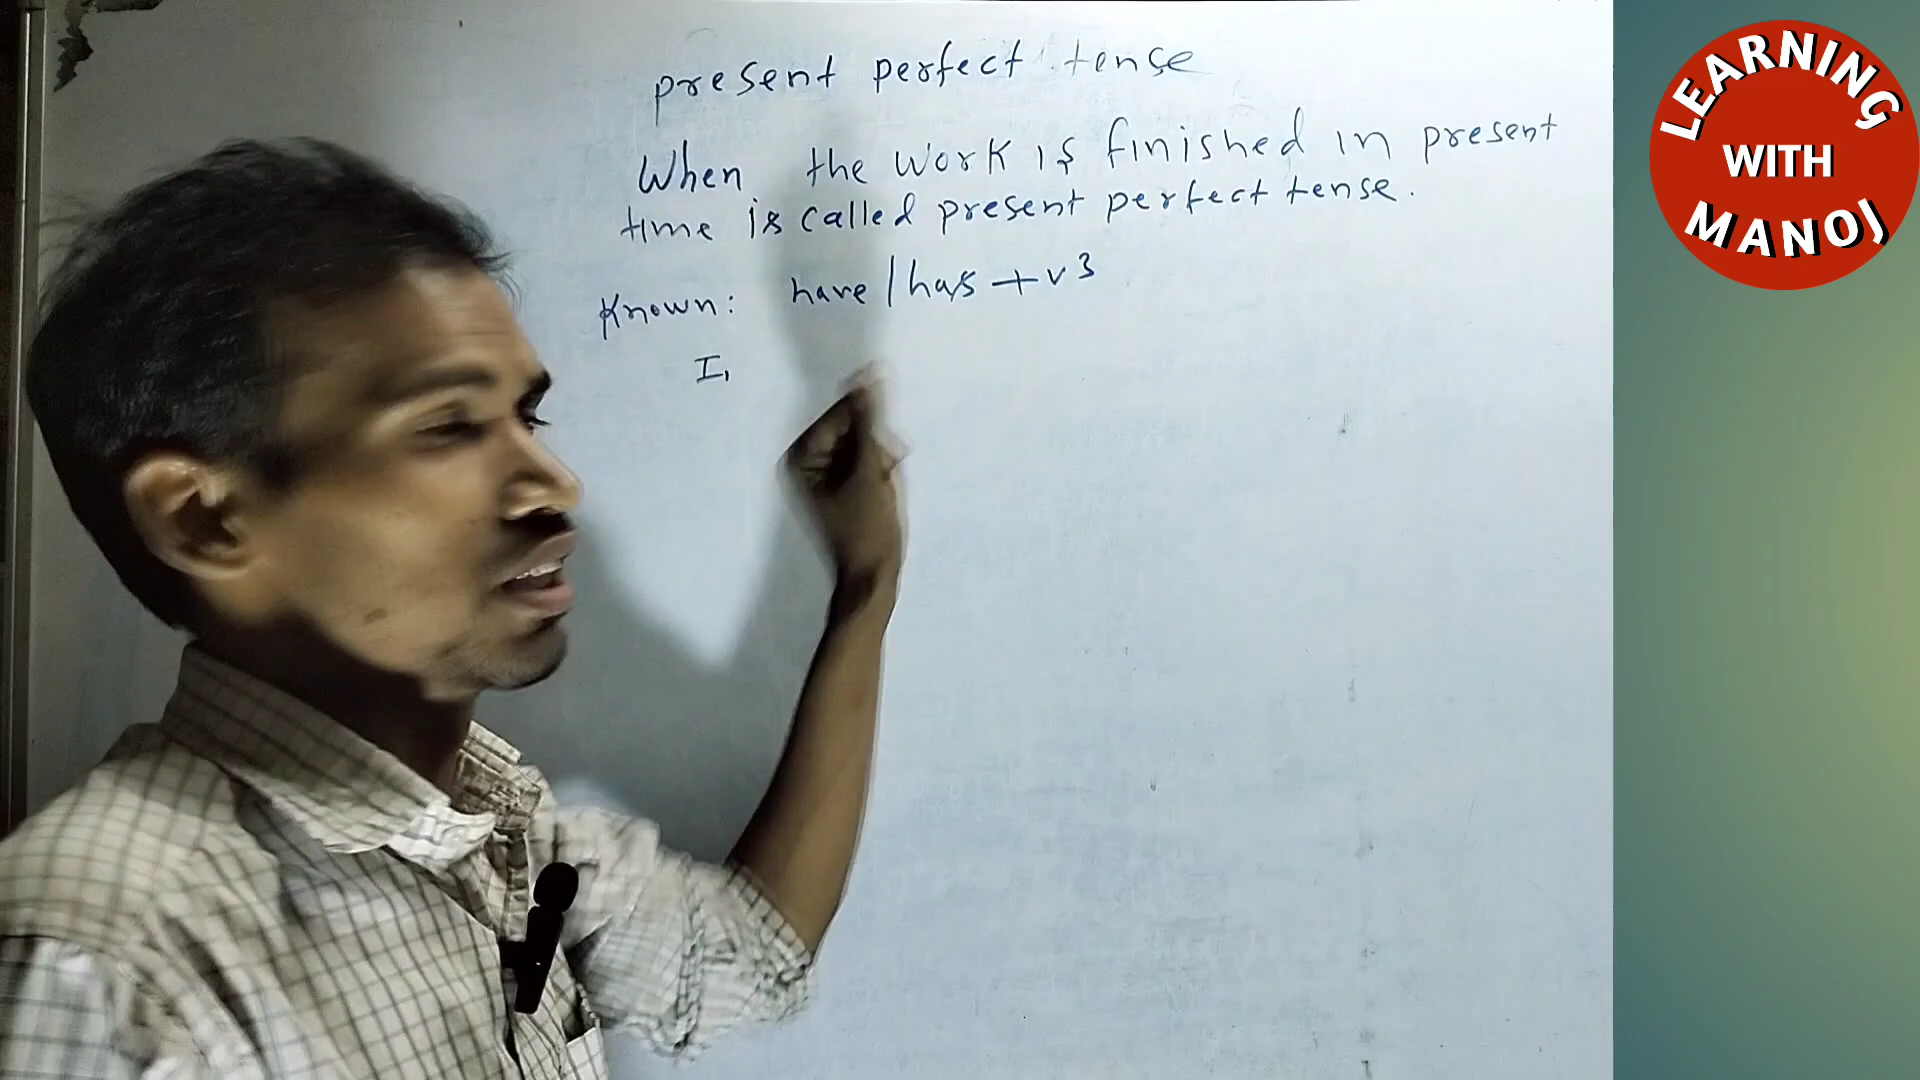 present perfect tense
When the work is finished in present
time is called present perfect tense.
Known: have / has + v3
I,
LEARNING
WITH
MANOJ